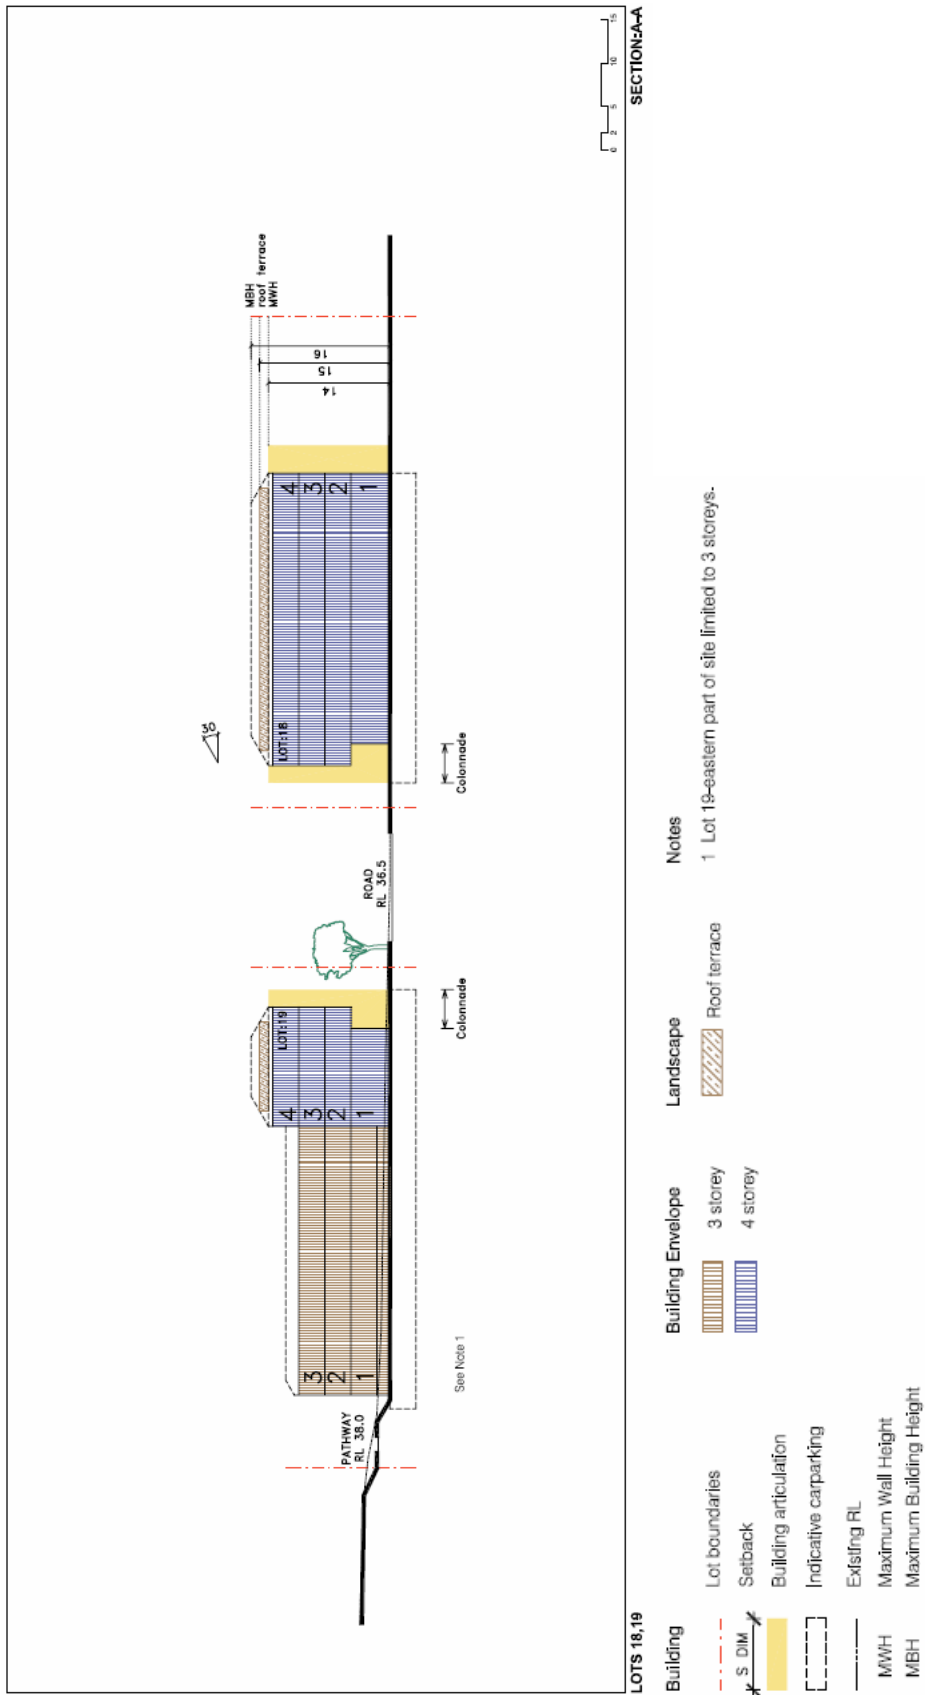 MBH
roof terrace
MWH
16
15
14
30
4
3
2
1
LOT:18
Colonnade
ROAD
RL 36.5
LOT:19
4
3
2
1
Colonnade
3
2
1
PATHWAY
RL 38.0
See Note 1
0 2 5 10 15
LOTS 18,19
SECTION:A-A
Building
Lot boundaries
S DIM Setback
Building articulation
Indicative carparking
Existing RL
MWH Maximum Wall Height
MBH Maximum Building Height
Building Envelope
3 storey
4 storey
Landscape
Roof terrace
Notes
1 Lot 19-eastern part of site limited to 3 storeys.